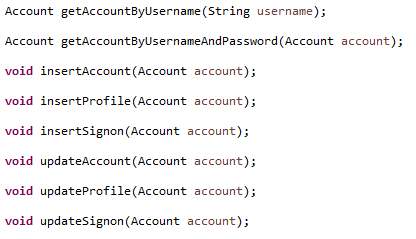 Account getAccountByUsername(String username);
Account getAccountByUsernameAndPassword(Account account);
void insertAccount(Account account);
void insertProfile(Account account);
void insertSignon(Account account);
void updateAccount(Account account);
void updateProfile(Account account);
void updateSignon(Account account);